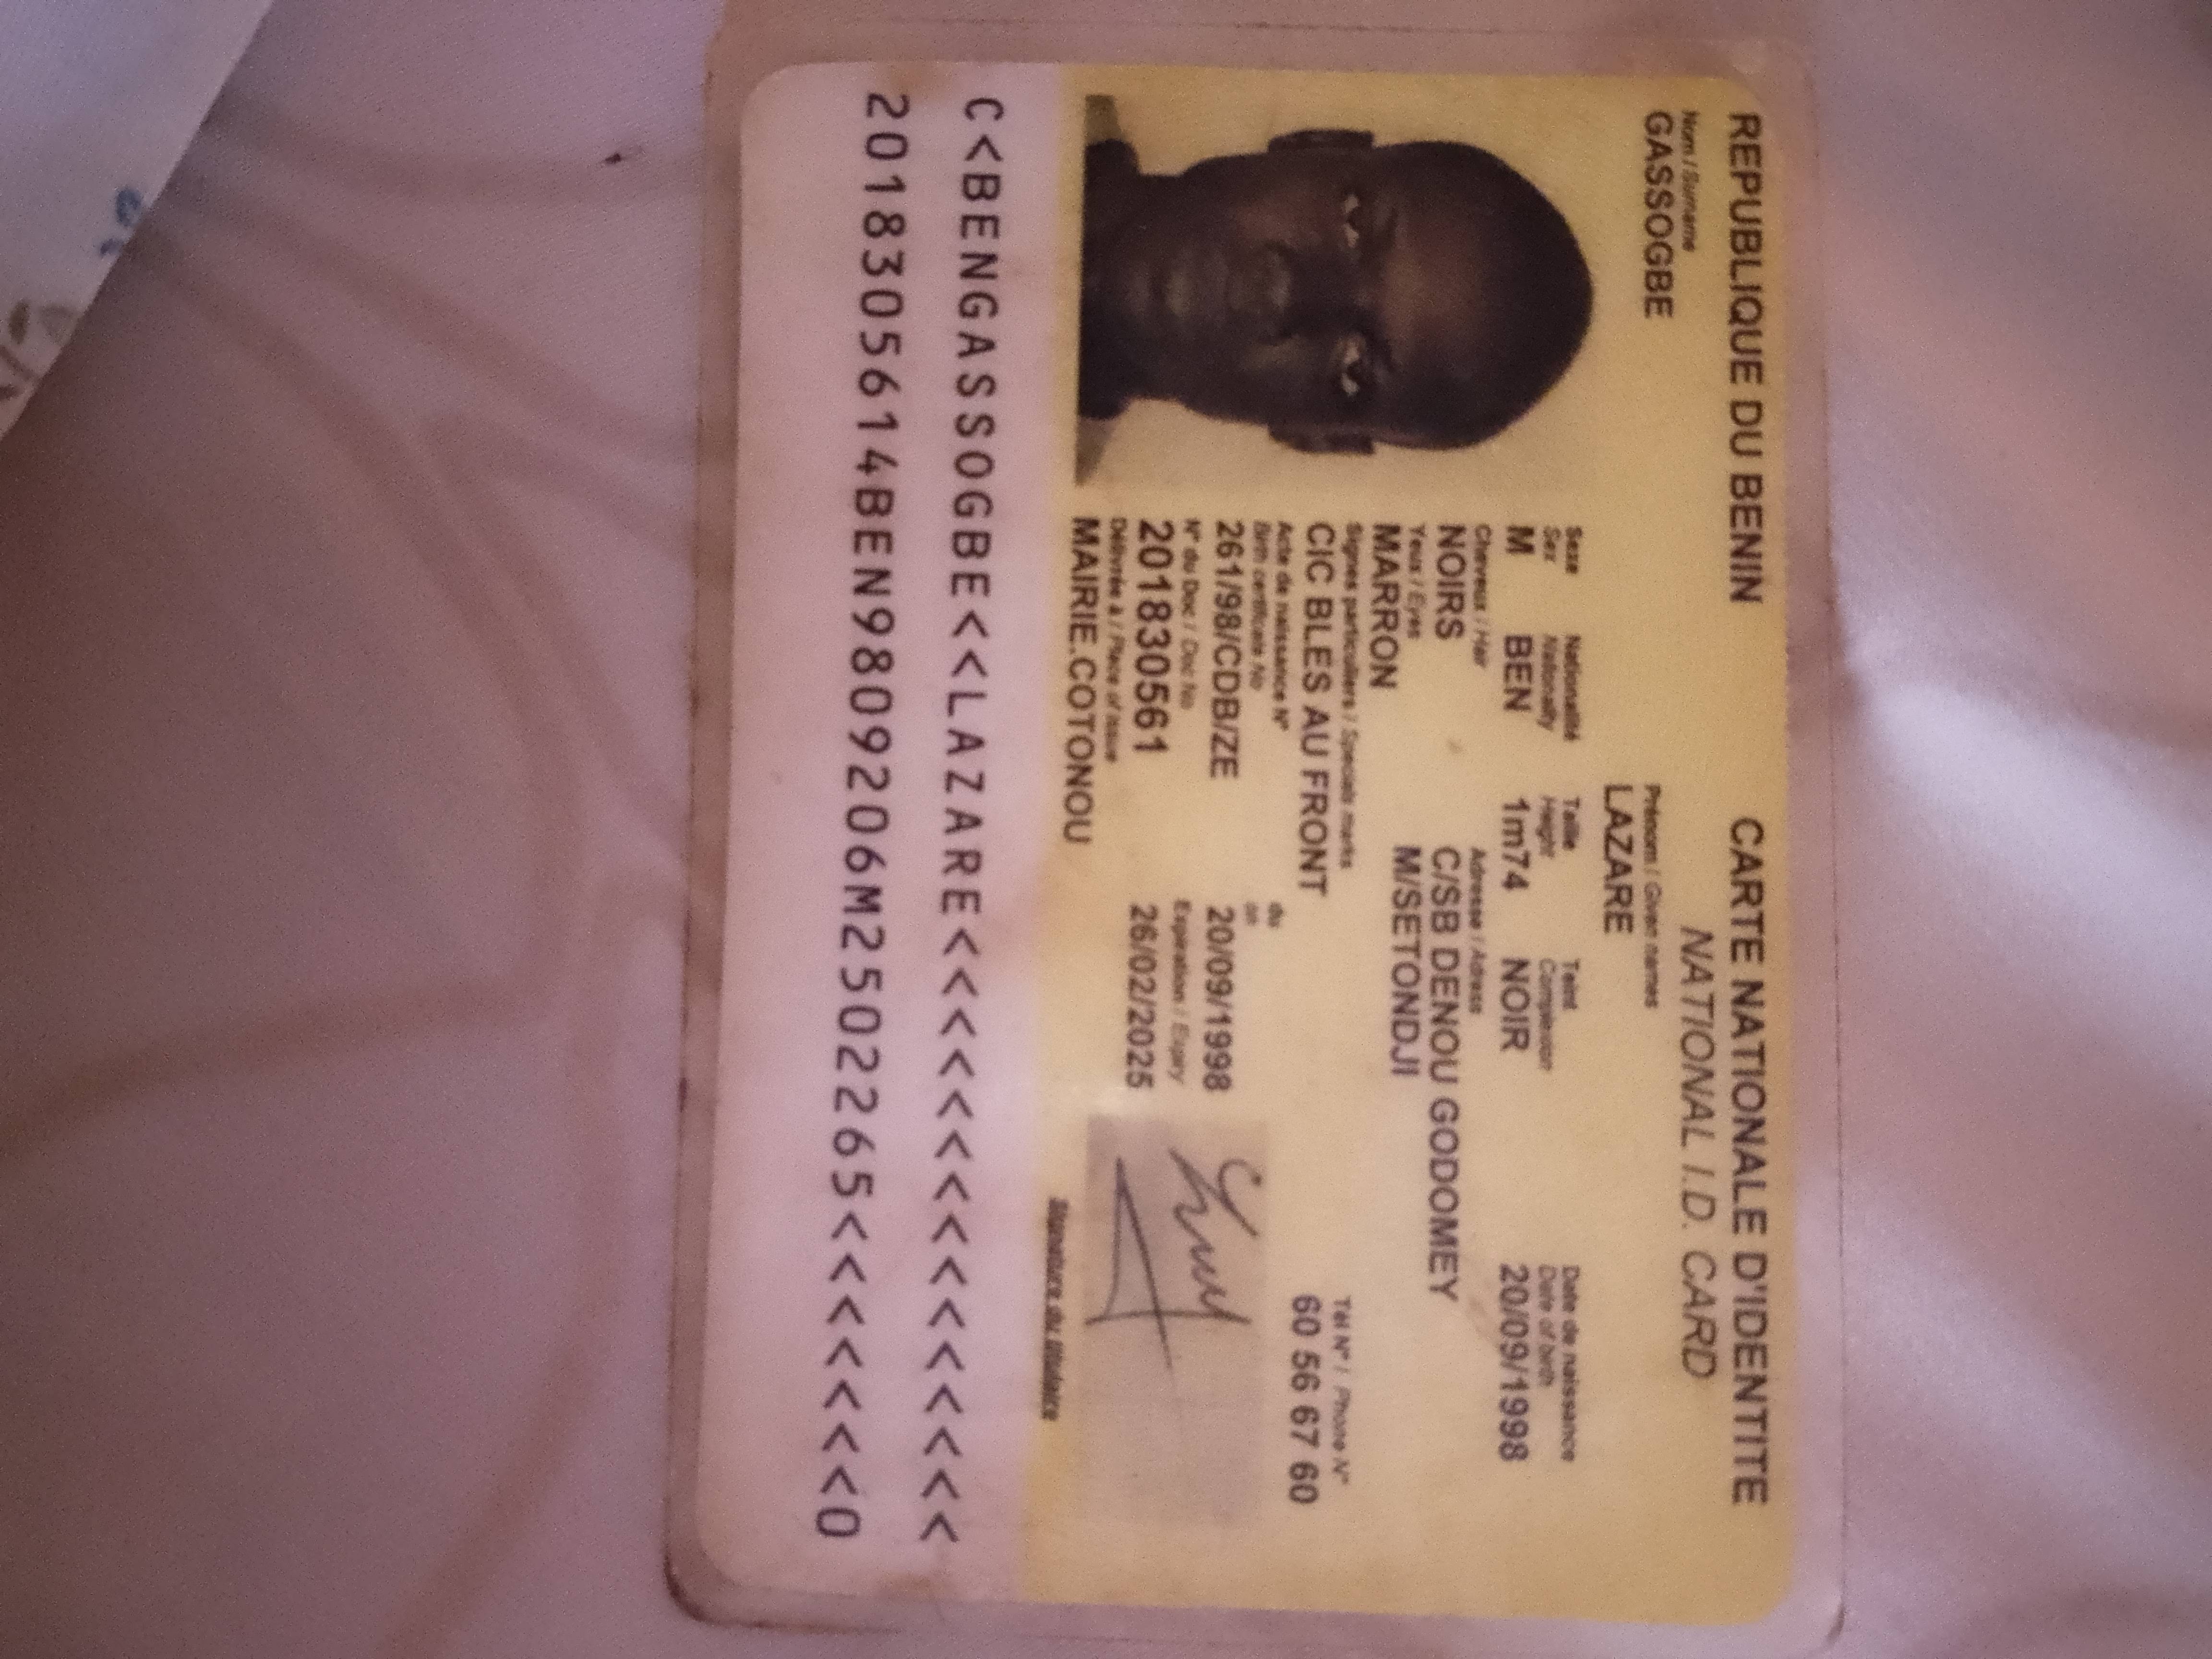 REPUBLIQUE DU BENIN
CARTE NATIONALE D'IDENTITE
NATIONAL I.D. CARD
Nom / Surname
GASSOGBE
Prénom / Given names
LAZARE
Sexe Nationalité Taille Teint Date de naissance
Sex Nationality Height Complexion Date of birth
M BEN 1m74 NOIR 20/09/1998
Cheveux / Hair Adresse / Adress
NOIRS C/SB DENOU GODOMEY
Yeux / Eyes M/SETONDJI
MARRON
Signes particuliers / Specials marks Tél N° / Phone N°
CIC BLES AU FRONT 60 56 67 60
Acte de naissance N° du
Birth certificate No on
261/98/CDB/ZE 20/09/1998
N° du Doc / Doc No Expiration / Expiry
201830561 26/02/2025
Délivrée à / Place of issue
MAIRIE.COTONOU
Signature du titulaire
C<BENGASSOGBE<<LAZARE<<<<<<<<<<<<<<
2018305614BEN9809206M2502265<<<<<<<0